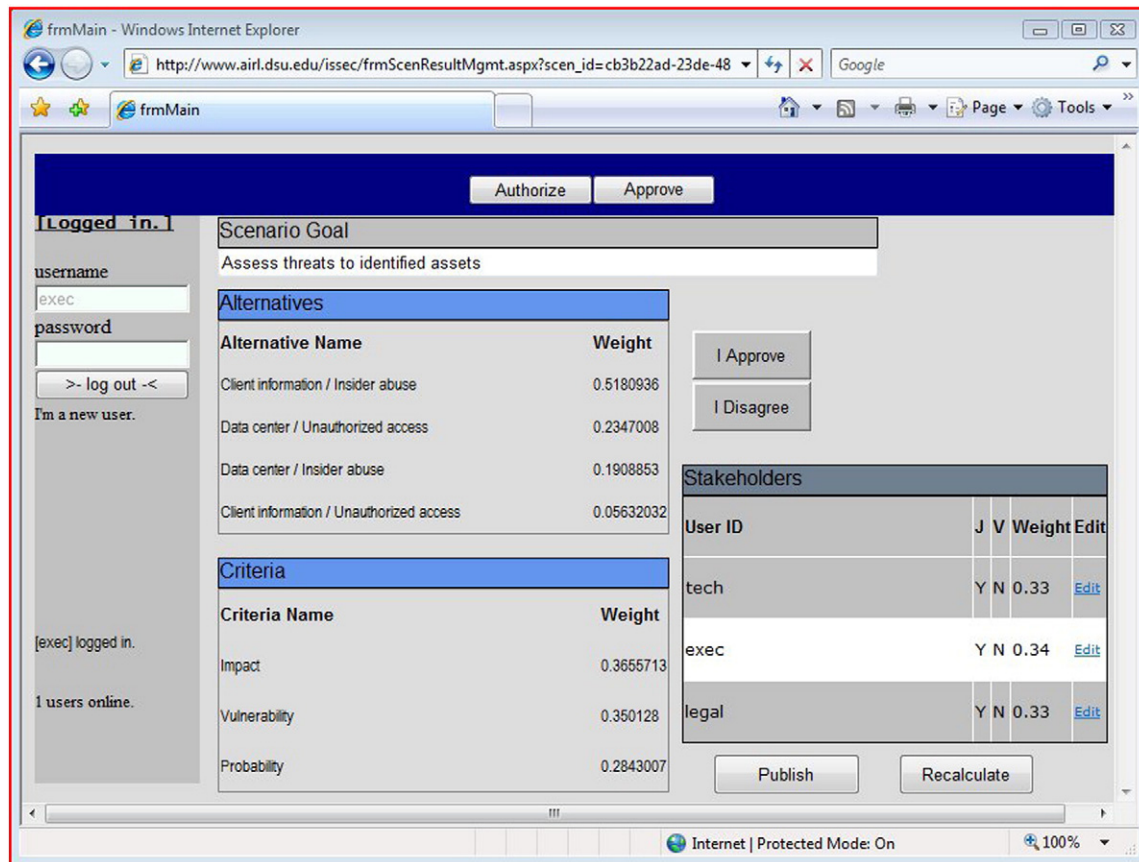 frmMain - Windows Internet Explorer
http://www.airl.dsu.edu/issec/frmScenResultMgmt.aspx?scen_id=cb3b22ad-23de-48
Google
frmMain
Page
Tools
Authorize
Approve
[Logged in.]
username
exec
password
>- log out -<
I'm a new user.
[exec] logged in.
1 users online.
Scenario Goal
Assess threats to identified assets
Alternatives
Alternative Name Weight
Client information / Insider abuse 0.5180936
Data center / Unauthorized access 0.2347008
Data center / Insider abuse 0.1908853
Client information / Unauthorized access 0.05632032
Criteria
Criteria Name Weight
Impact 0.3655713
Vulnerability 0.350128
Probability 0.2843007
I Approve
I Disagree
Stakeholders
User ID J V Weight Edit
tech Y N 0.33 Edit
exec Y N 0.34 Edit
legal Y N 0.33 Edit
Publish
Recalculate
Internet | Protected Mode: On
100%